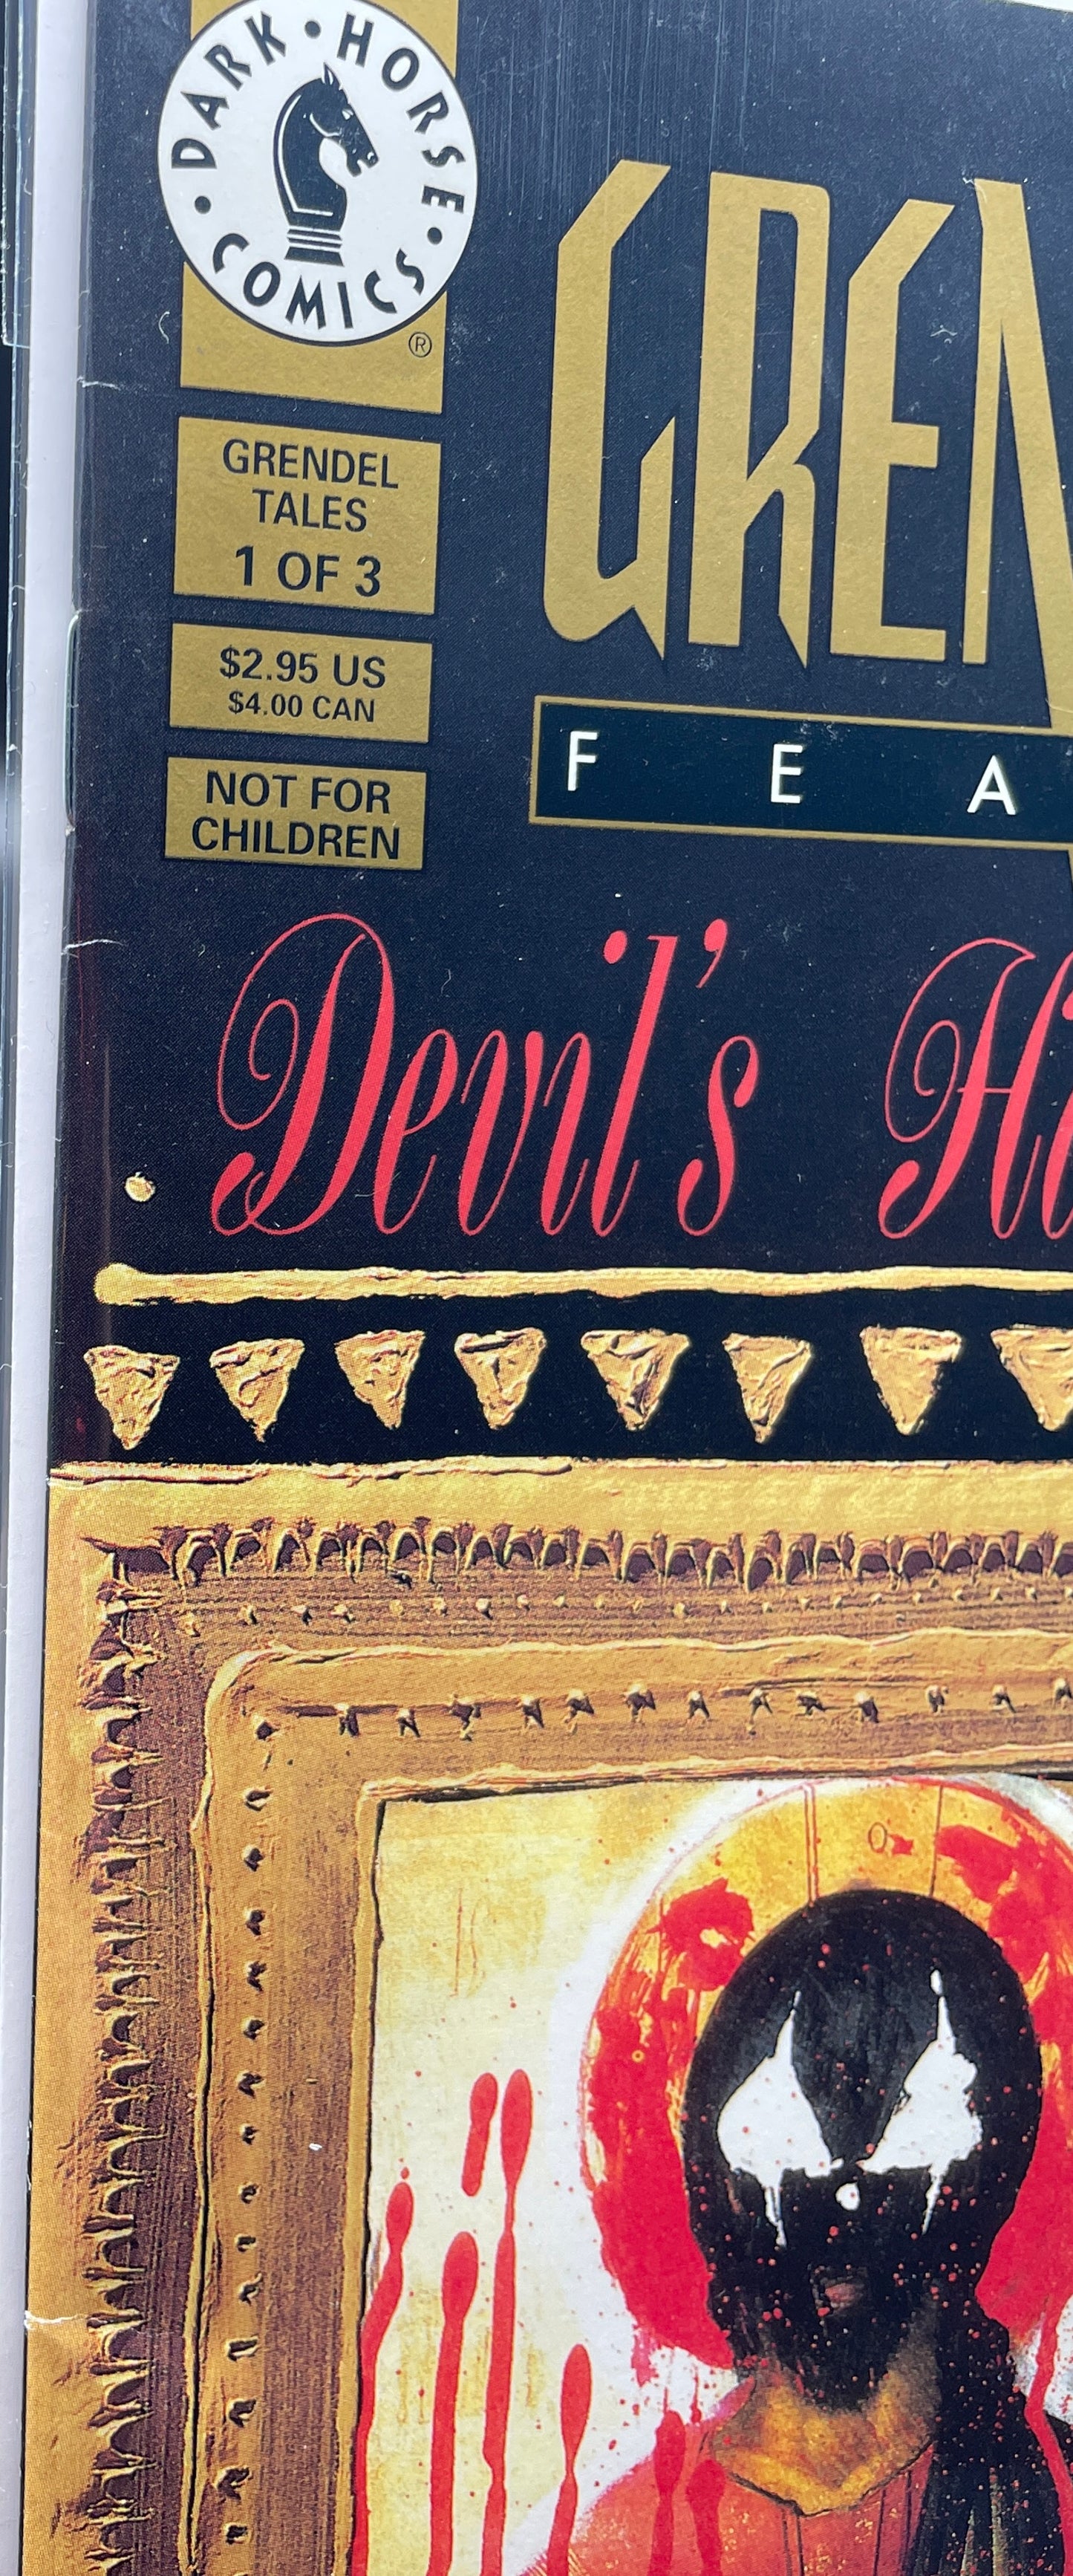 DARK • HORSE
• COMICS •
®
GRENDEL
TALES
1 OF 3
$2.95 US
$4.00 CAN
NOT FOR
CHILDREN
GREN
F E A
Devil's